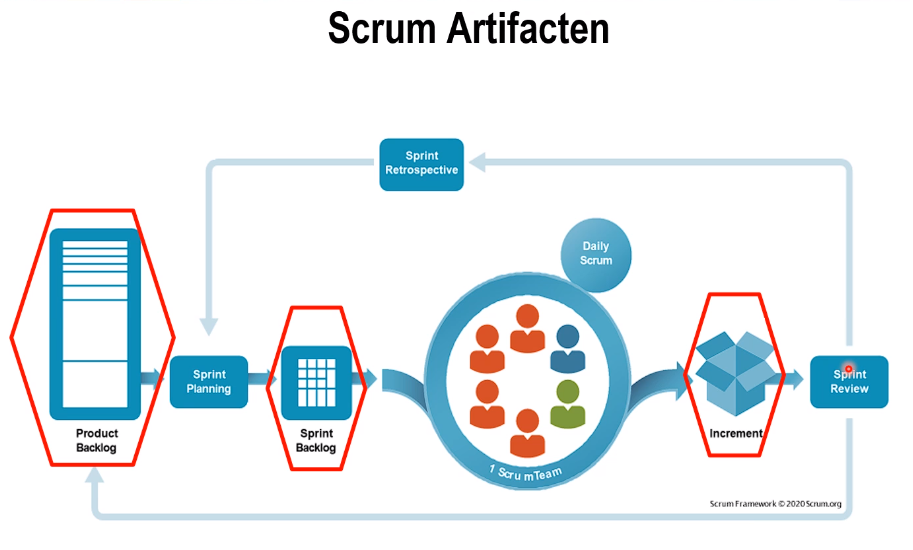 Scrum Artifacten
Sprint
Retrospective
Daily
Scrum
Sprint
Planning
Sprint
Review
Product
Backlog
Sprint
Backlog
Increment
1 Scru mTeam
Scrum Framework © 2020 Scrum.org